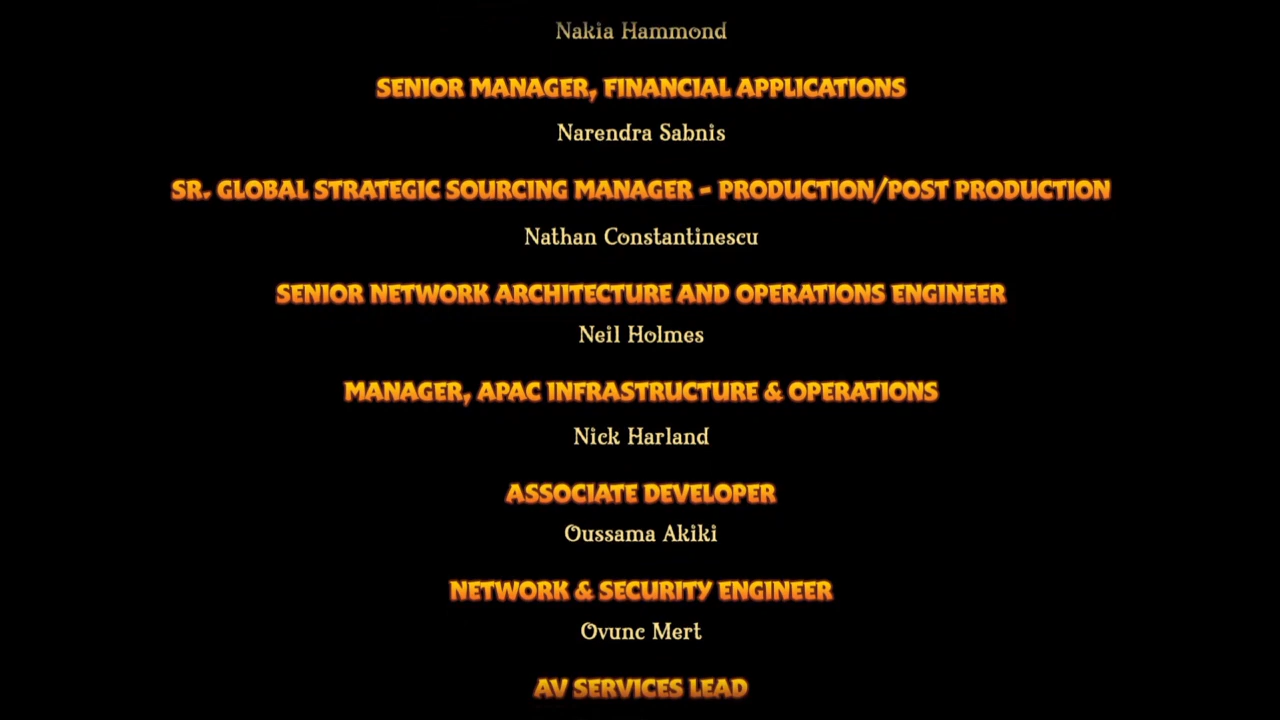 Nakia Hammond
SENIOR MANAGER, FINANCIAL APPLICATIONS
Narendra Sabnis
SR. GLOBAL STRATEGIC SOURCING MANAGER - PRODUCTION/POST PRODUCTION
Nathan Constantinescu
SENIOR NETWORK ARCHITECTURE AND OPERATIONS ENGINEER
Neil Holmes
MANAGER, APAC INFRASTRUCTURE & OPERATIONS
Nick Harland
ASSOCIATE DEVELOPER
Oussama Akiki
NETWORK & SECURITY ENGINEER
Ovunc Mert
AV SERVICES LEAD